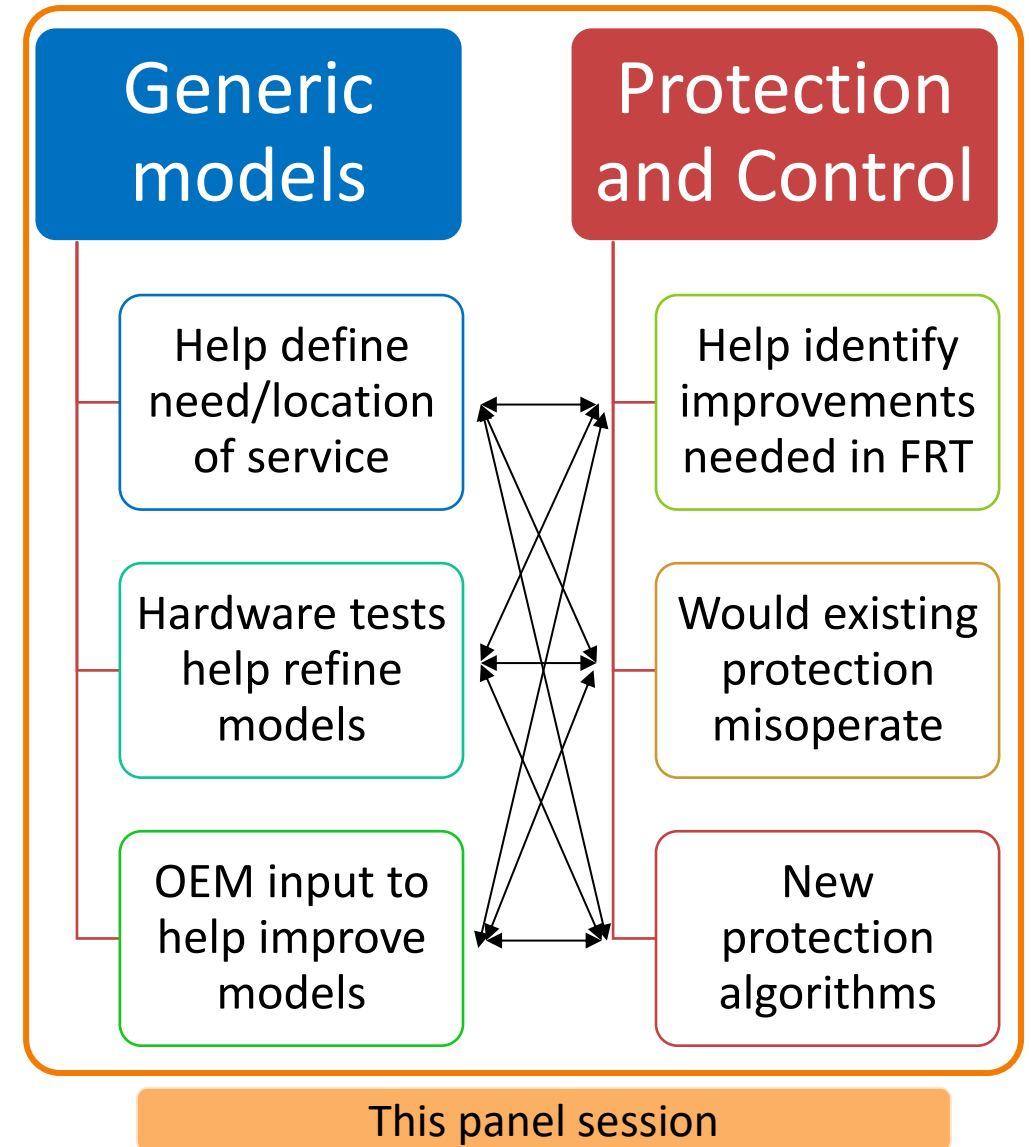 Generic
models
Help define
need/location
of service
Hardware tests
help refine
models
OEM input to
help improve
models
Protection
and Control
Help identify
improvements
needed in FRT
Would existing
protection
misoperate
New
protection
algorithms
This panel session